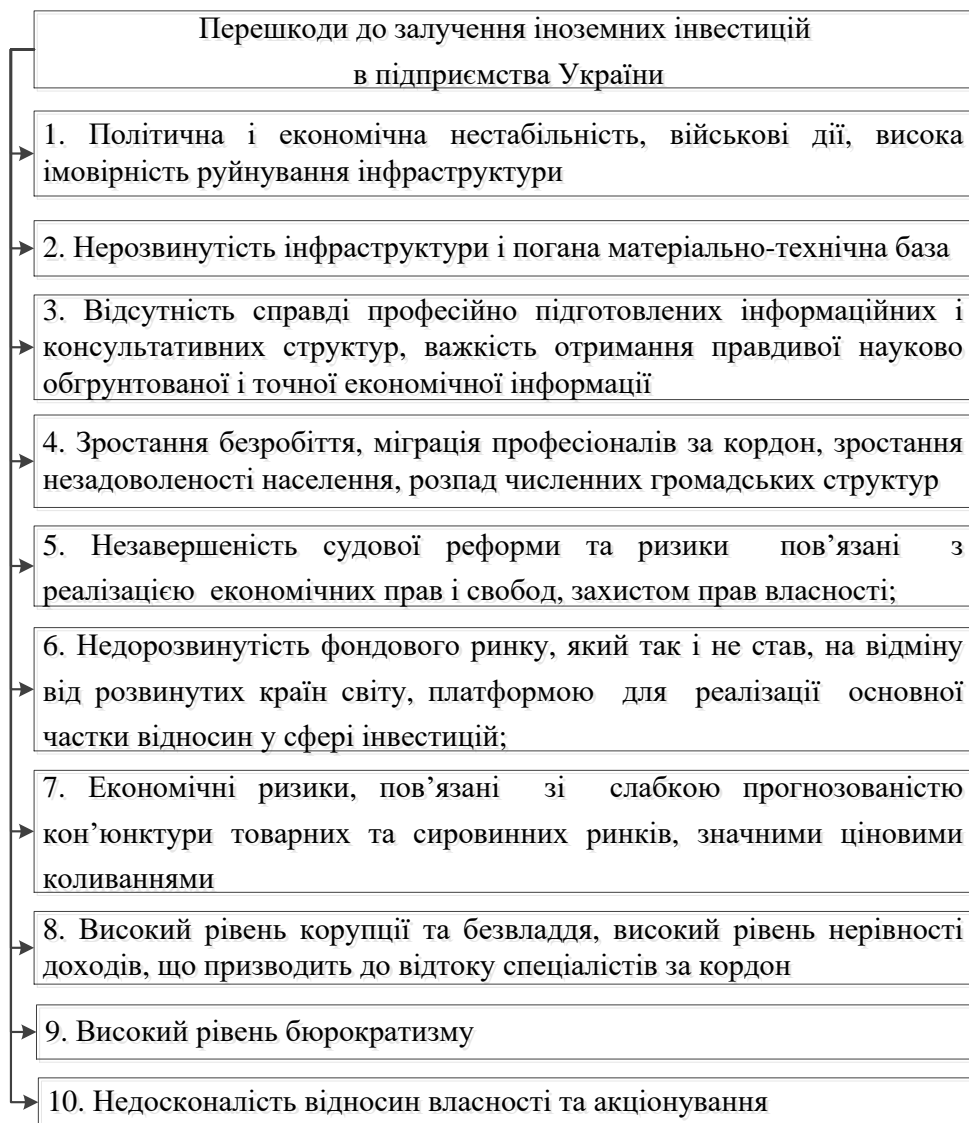 Перешкоди до залучення іноземних інвестицій
в підприємства України
1. Політична і економічна нестабільність, військові дії, висока
імовірність руйнування інфраструктури
2. Нерозвинутість інфраструктури і погана матеріально-технічна база
3. Відсутність справді професійно підготовлених інформаційних і
консультативних структур, важкість отримання правдивої науково
обгрунтованої і точної економічної інформації
4. Зростання безробіття, міграція професіоналів за кордон, зростання
незадоволеності населення, розпад численних громадських структур
5. Незавершеність судової реформи та ризики пов’язані з
реалізацією економічних прав і свобод, захистом прав власності;
6. Недорозвинутість фондового ринку, який так і не став, на відміну
від розвинутих країн світу, платформою для реалізації основної
частки відносин у сфері інвестицій;
7. Економічні ризики, пов’язані зі слабкою прогнозованістю
кон’юнктури товарних та сировинних ринків, значними ціновими
коливаннями
8. Високий рівень корупції та безвладдя, високий рівень нерівності
доходів, що призводить до відтоку спеціалістів за кордон
9. Високий рівень бюрократизму
10. Недосконалість відносин власності та акціонування